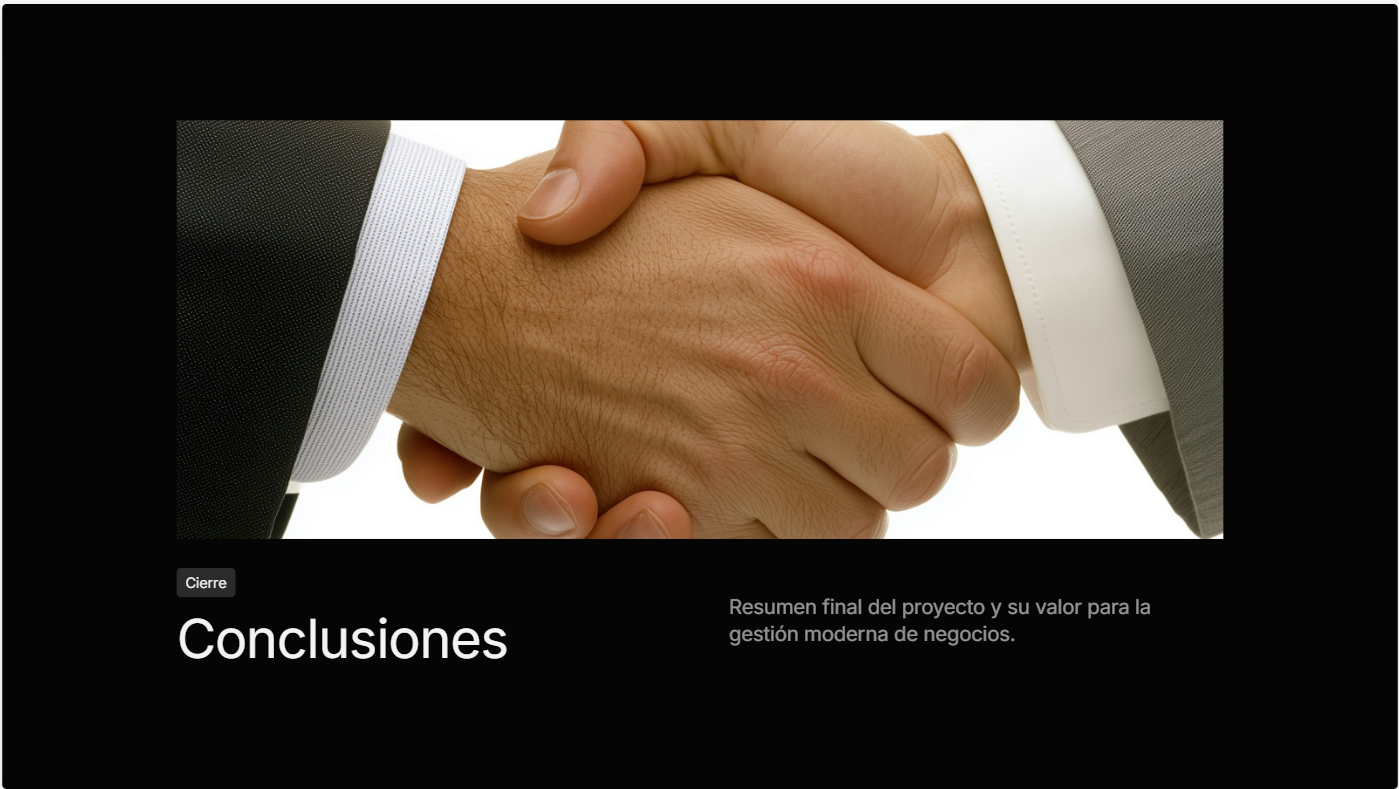 Cierre
Conclusiones
Resumen final del proyecto y su valor para la
gestión moderna de negocios.